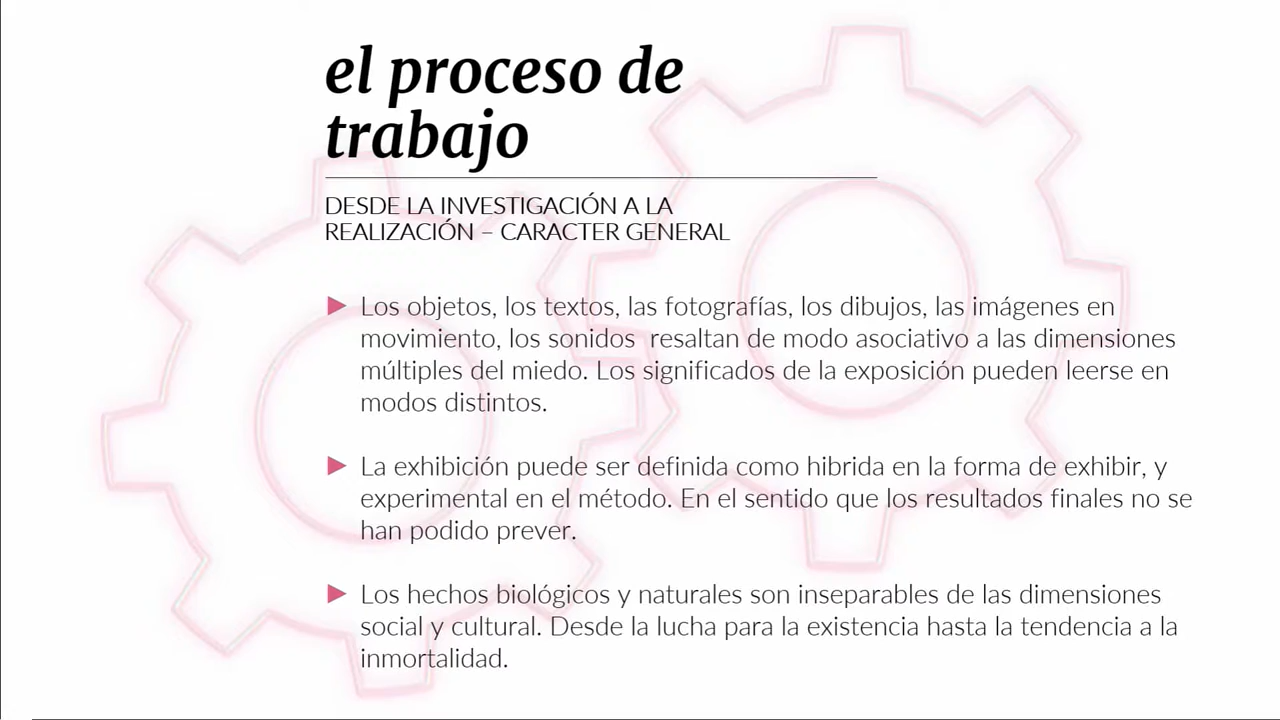 el proceso de
trabajo
DESDE LA INVESTIGACIÓN A LA
REALIZACIÓN – CARACTER GENERAL
Los objetos, los textos, las fotografías, los dibujos, las imágenes en
movimiento, los sonidos resaltan de modo asociativo a las dimensiones
múltiples del miedo. Los significados de la exposición pueden leerse en
modos distintos.
La exhibición puede ser definida como hibrida en la forma de exhibir, y
experimental en el método. En el sentido que los resultados finales no se
han podido prever.
Los hechos biológicos y naturales son inseparables de las dimensiones
social y cultural. Desde la lucha para la existencia hasta la tendencia a la
inmortalidad.